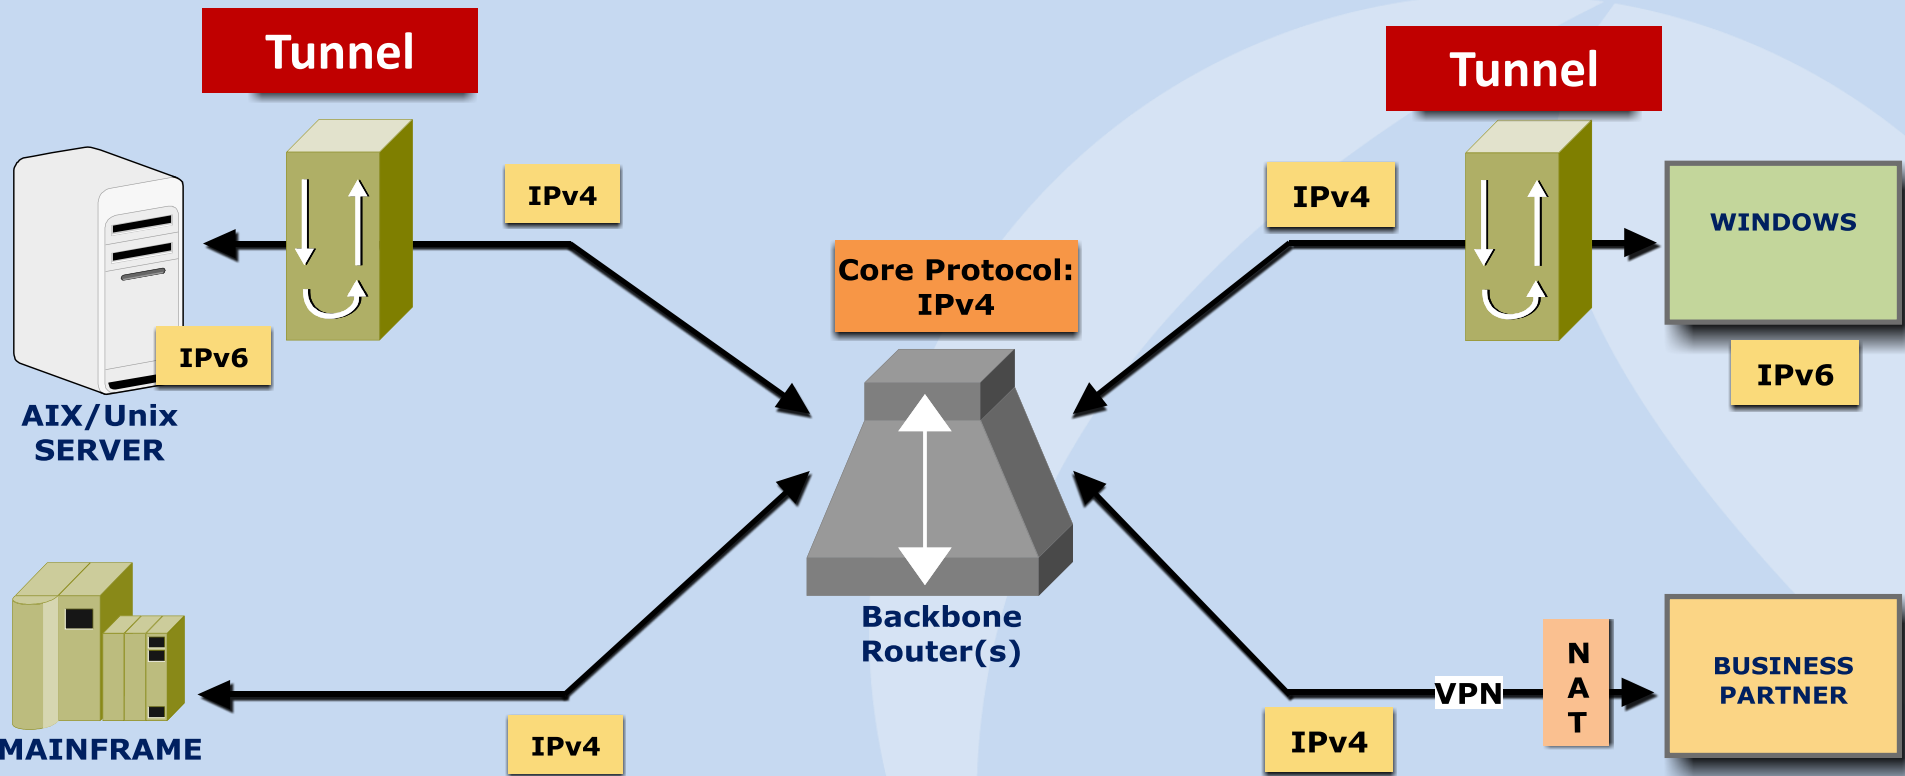 Tunnel
Tunnel
IPv4
IPv4
WINDOWS
Core Protocol:
IPv4
IPv6
IPv6
AIX/Unix
SERVER
Backbone
Router(s)
N
A
T
BUSINESS
PARTNER
VPN
MAINFRAME
IPv4
IPv4